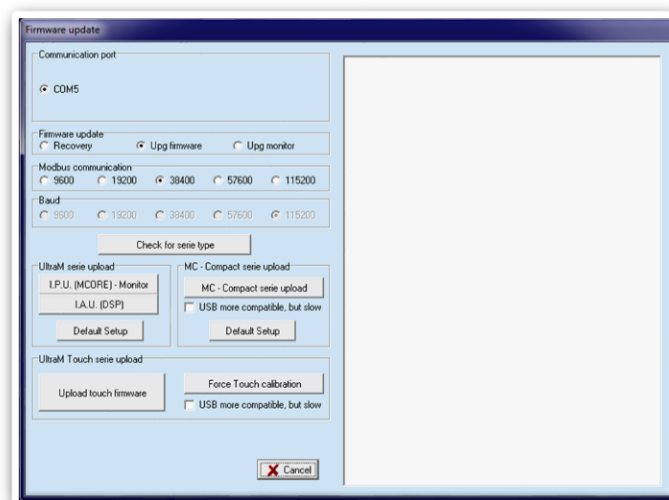 Firmware update
Communication port
COM5
Firmware update
Recovery Upg firmware Upg monitor
Modbus communication
9600 19200 38400 57600 115200
Baud
9600 19200 38400 57600 115200
Check for serie type
UltraM serie upload
I.P.U. (MCORE) - Monitor
I.A.U. (DSP)
Default Setup
MC - Compact serie upload
MC - Compact serie upload
USB more compatible, but slow
Default Setup
UltraM Touch serie upload
Upload touch firmware
Force Touch calibration
USB more compatible, but slow
Cancel